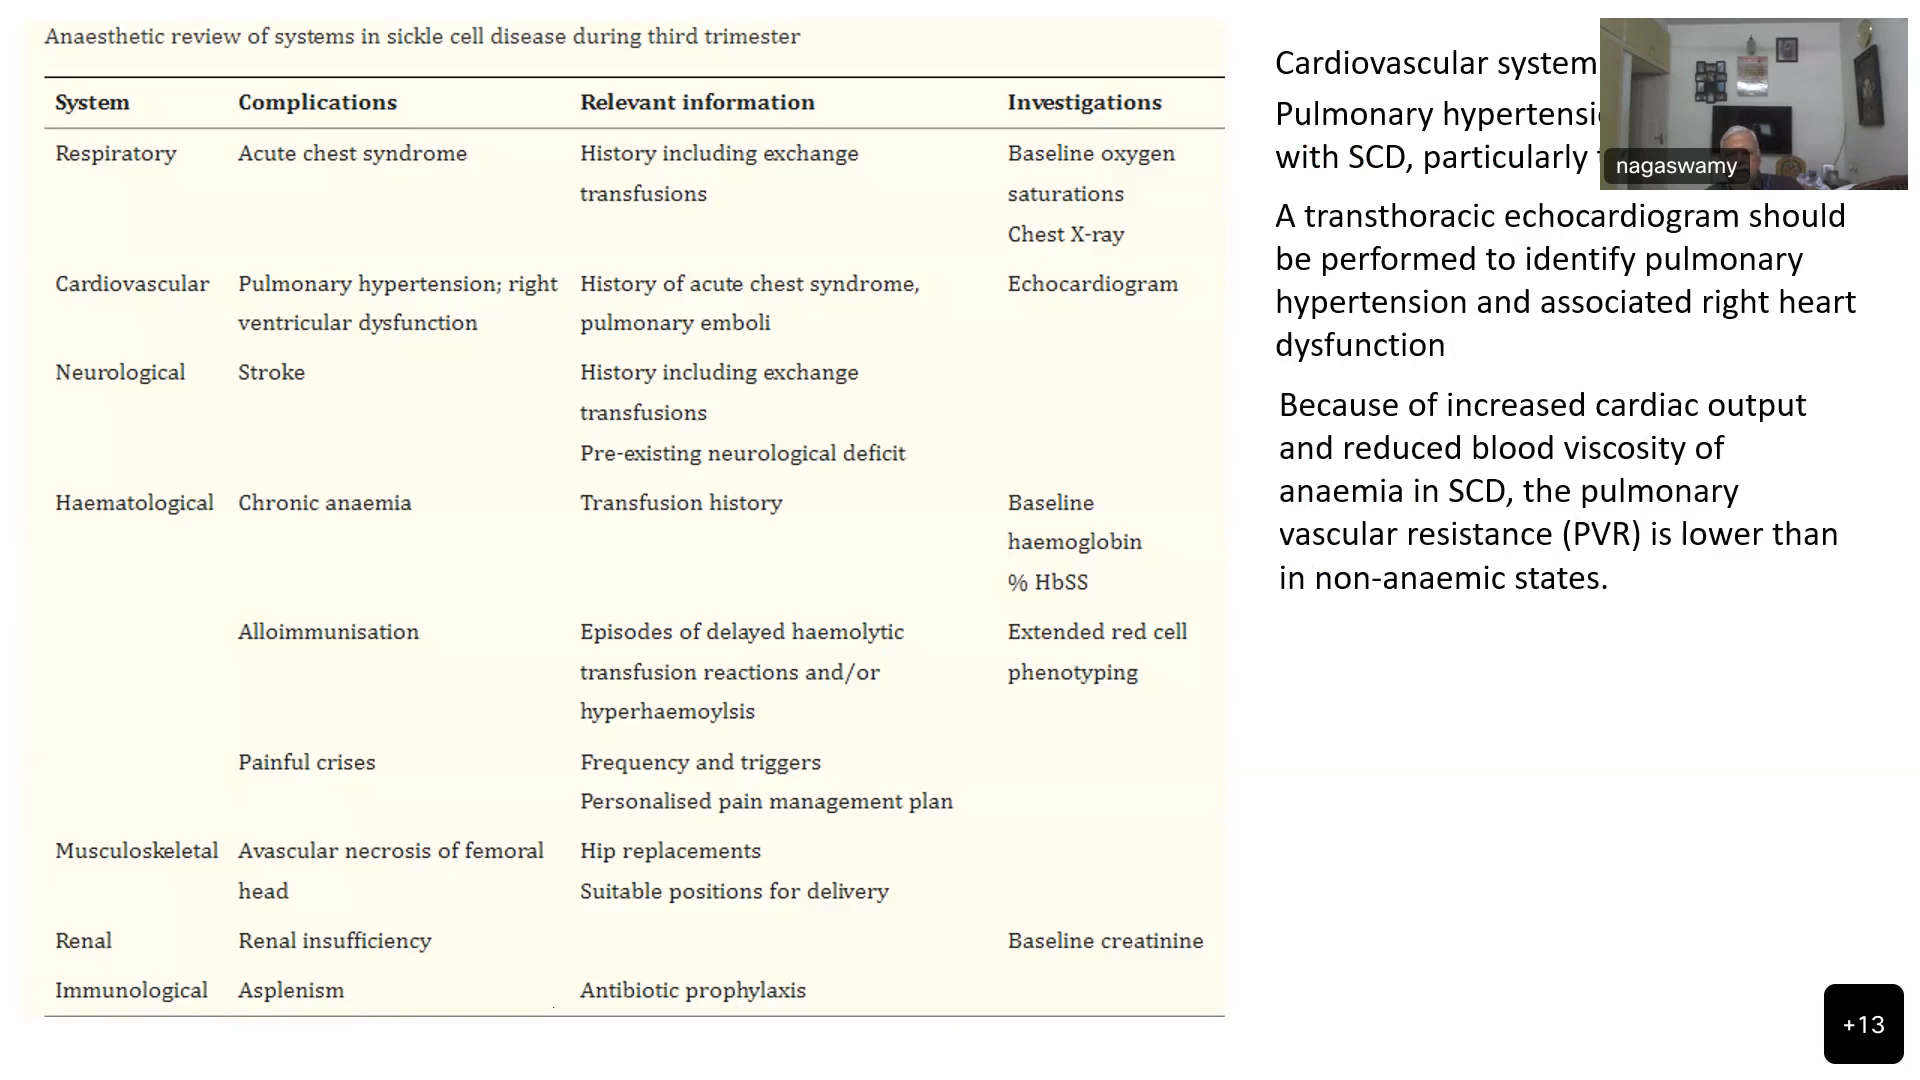 Anaesthetic review of systems in sickle cell disease during third trimester
System Complications Relevant information Investigations
Respiratory Acute chest syndrome History including exchange Baseline oxygen
transfusions saturations
Chest X-ray
Cardiovascular Pulmonary hypertension; right History of acute chest syndrome, Echocardiogram
ventricular dysfunction pulmonary emboli
Neurological Stroke History including exchange
transfusions
Pre-existing neurological deficit
Haematological Chronic anaemia Transfusion history Baseline
haemoglobin
% HbSS
Alloimmunisation Episodes of delayed haemolytic Extended red cell
transfusion reactions and/or phenotyping
hyperhaemoylsis
Painful crises Frequency and triggers
Personalised pain management plan
Musculoskeletal Avascular necrosis of femoral Hip replacements
head Suitable positions for delivery
Renal Renal insufficiency Baseline creatinine
Immunological Asplenism Antibiotic prophylaxis
Cardiovascular system
Pulmonary
with SCD, particularly
A transthoracic echocardiogram should
be performed to identify pulmonary
hypertension and associated right heart
dysfunction
Because of increased cardiac output
and reduced blood viscosity of
anaemia in SCD, the pulmonary
vascular resistance (PVR) is lower than
in non-anaemic states.
nagaswamy
+13